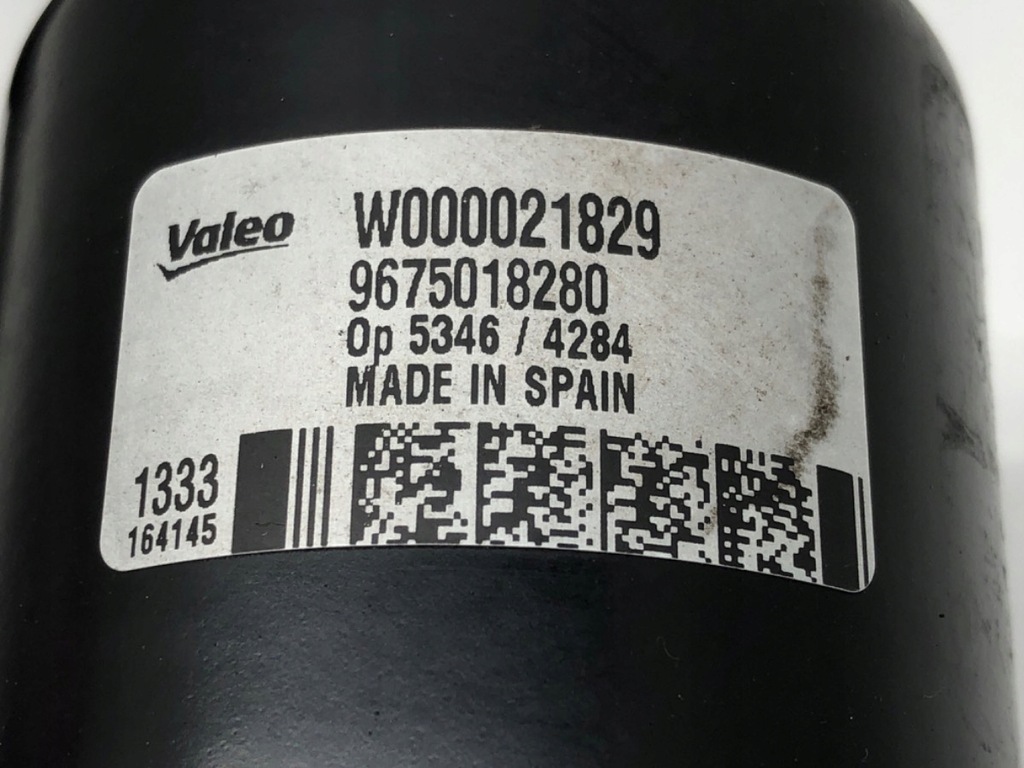 Valeo W000021829
9675018280
Op 5346 / 4284
MADE IN SPAIN
1333
164145